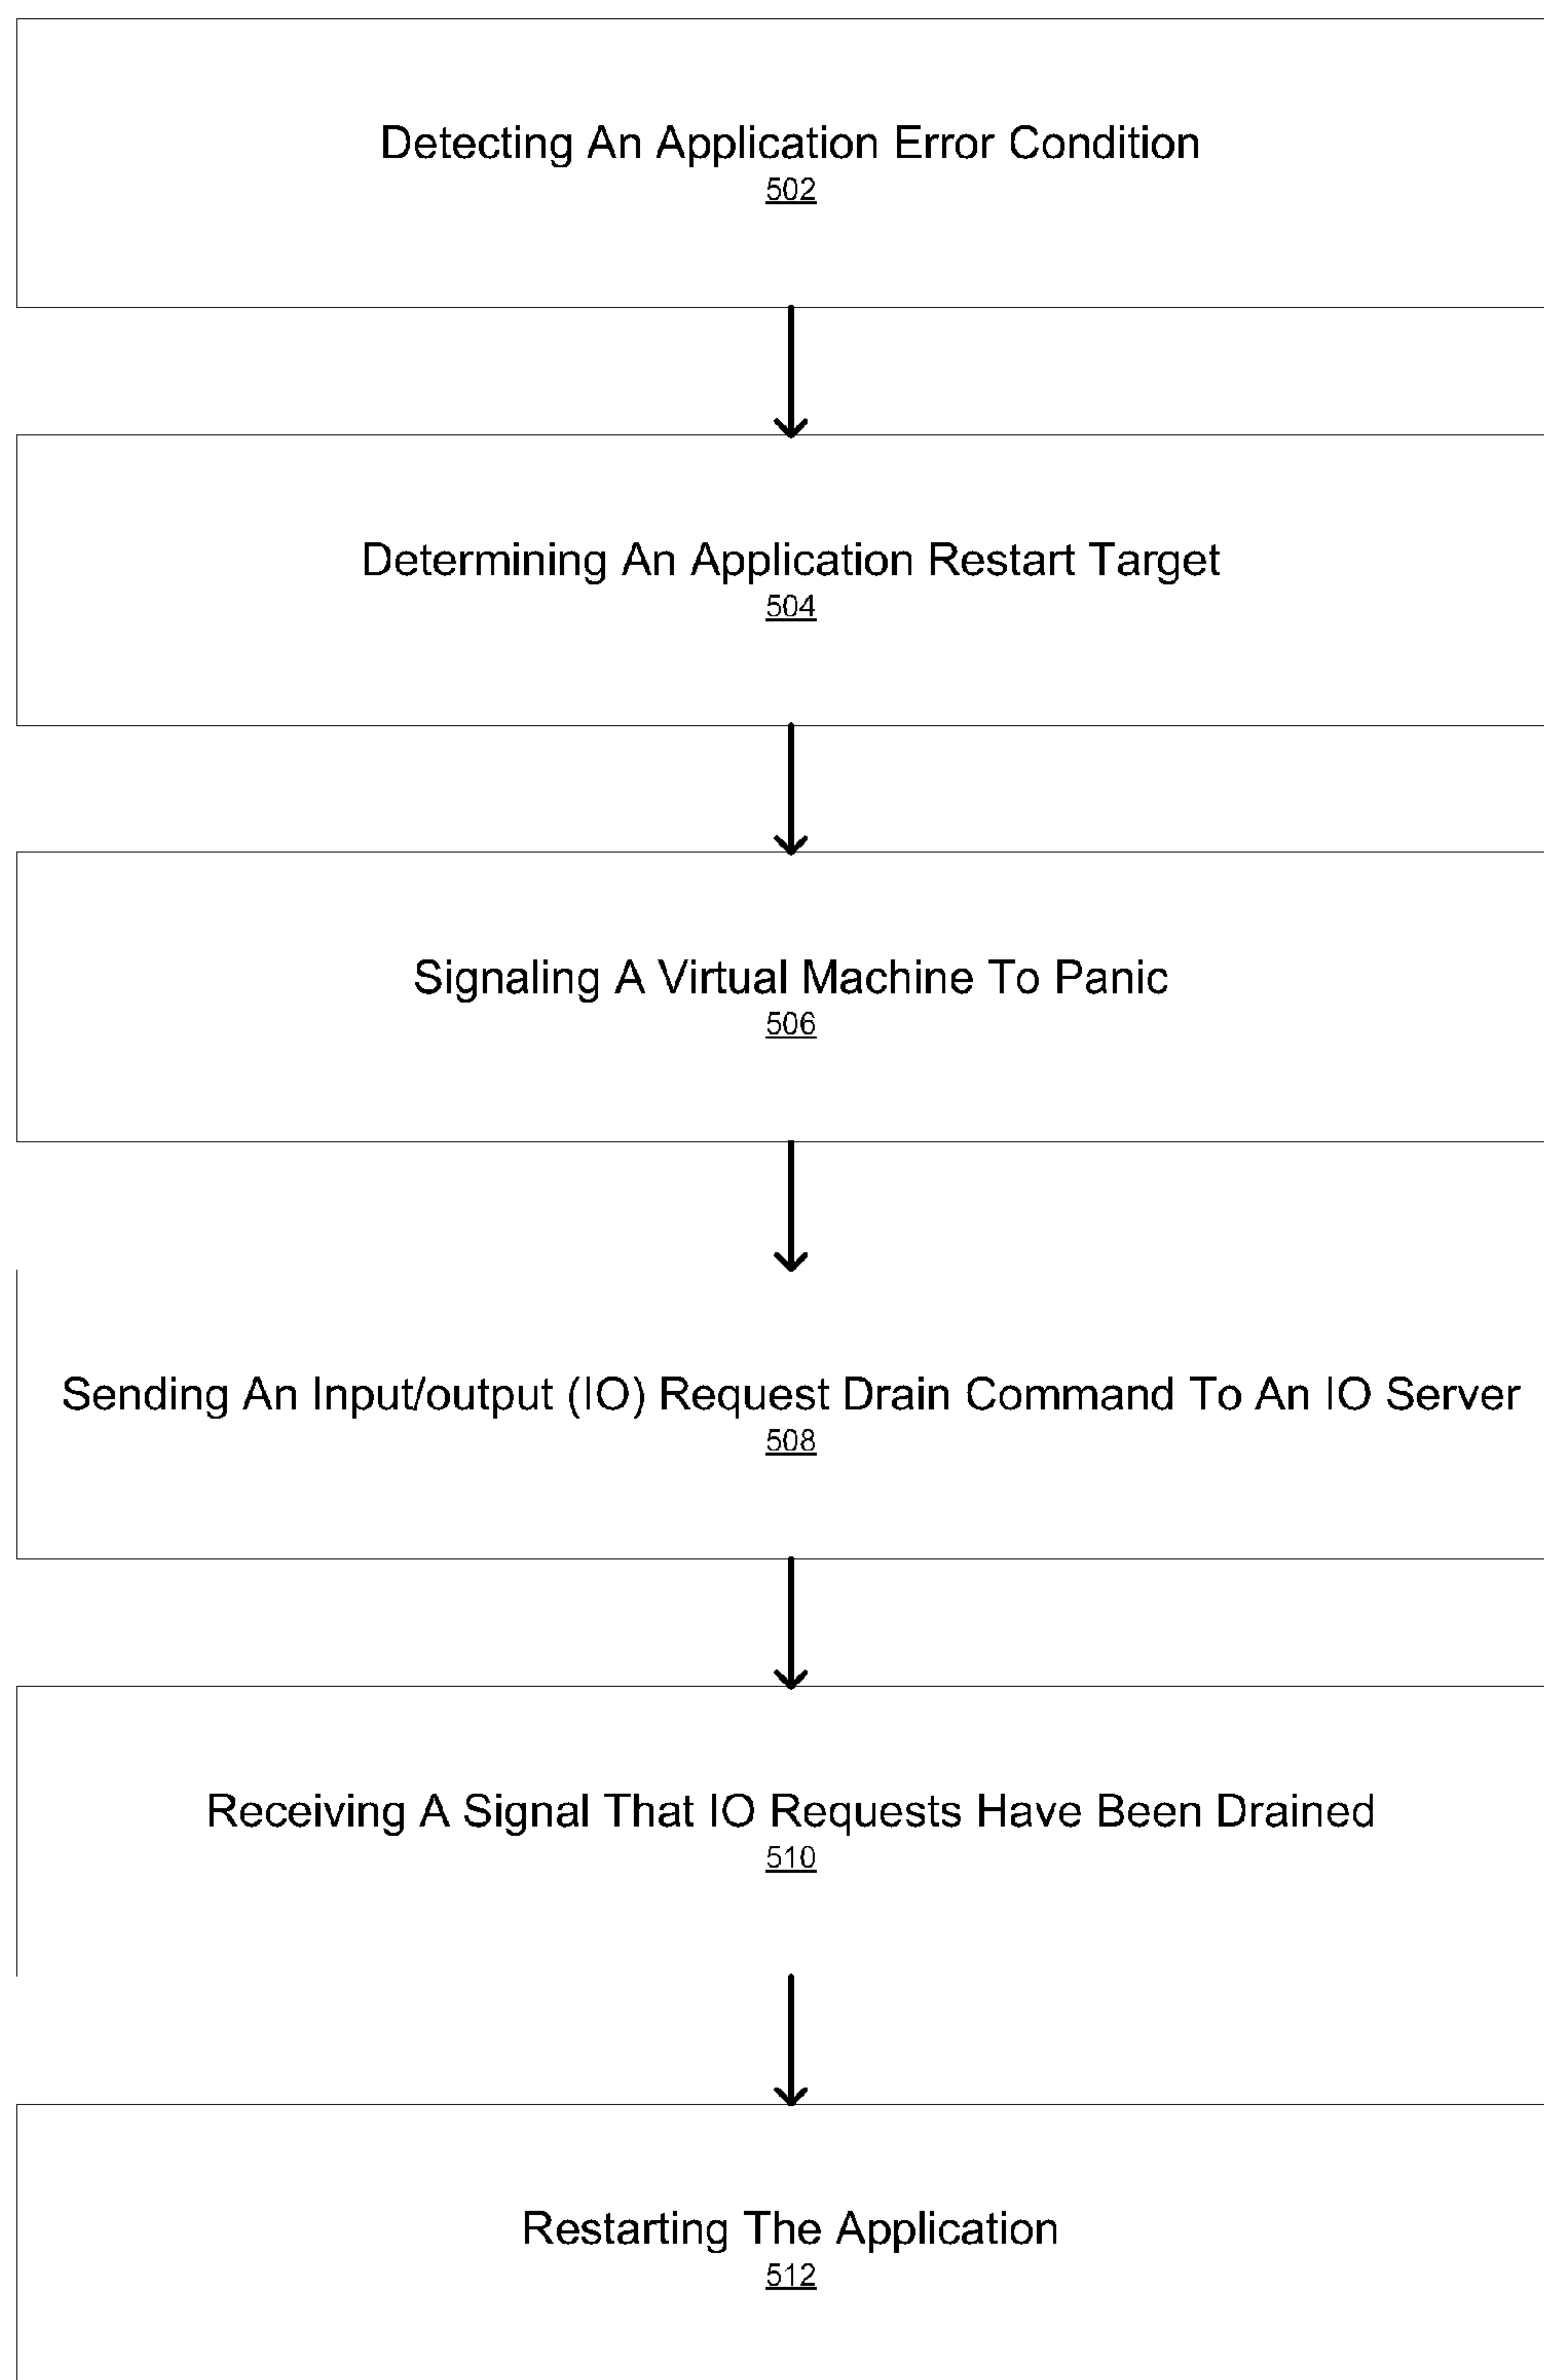 Detecting An Application Error Condition
502
Determining An Application Restart Target
504
Signaling A Virtual Machine To Panic
506
Sending An Input/output (IO) Request Drain Command To An IO Server
508
Receiving A Signal That IO Requests Have Been Drained
510
Restarting The Application
512